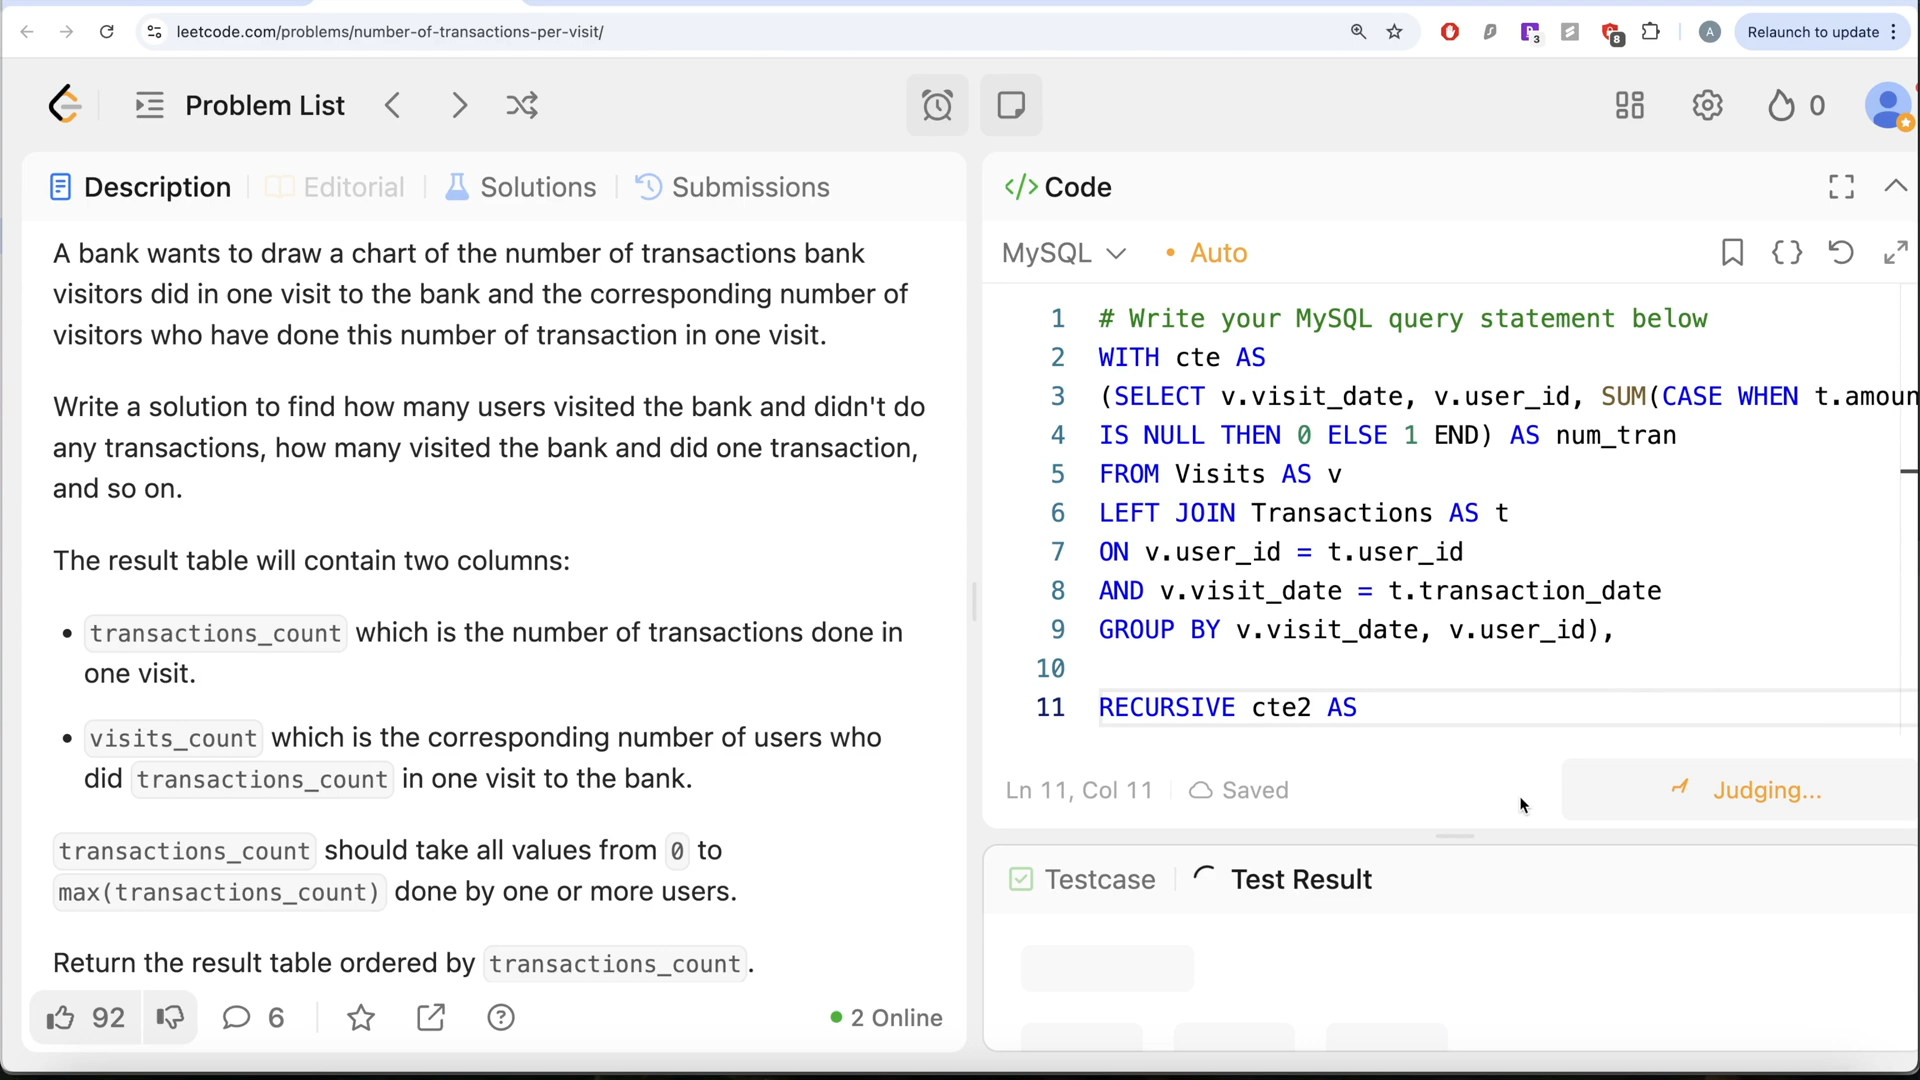 leetcode.com/problems/number-of-transactions-per-visit/
3
8
A
Relaunch to update
Problem List
0
Description
Editorial
Solutions
Submissions
A bank wants to draw a chart of the number of transactions bank
visitors did in one visit to the bank and the corresponding number of
visitors who have done this number of transaction in one visit.
Write a solution to find how many users visited the bank and didn't do
any transactions, how many visited the bank and did one transaction,
and so on.
The result table will contain two columns:
• transactions_count which is the number of transactions done in
one visit.
• visits_count which is the corresponding number of users who
did transactions_count in one visit to the bank.
transactions_count should take all values from 0 to
max(transactions_count) done by one or more users.
Return the result table ordered by transactions_count.
92
6
2 Online
</> Code
MySQL
• Auto
1 # Write your MySQL query statement below
2 WITH cte AS
3 (SELECT v.visit_date, v.user_id, SUM(CASE WHEN t.amoun
4 IS NULL THEN 0 ELSE 1 END) AS num_tran
5 FROM Visits AS v
6 LEFT JOIN Transactions AS t
7 ON v.user_id = t.user_id
8 AND v.visit_date = t.transaction_date
9 GROUP BY v.visit_date, v.user_id),
10
11 RECURSIVE cte2 AS
Ln 11, Col 11
Saved
Judging...
Testcase
Test Result